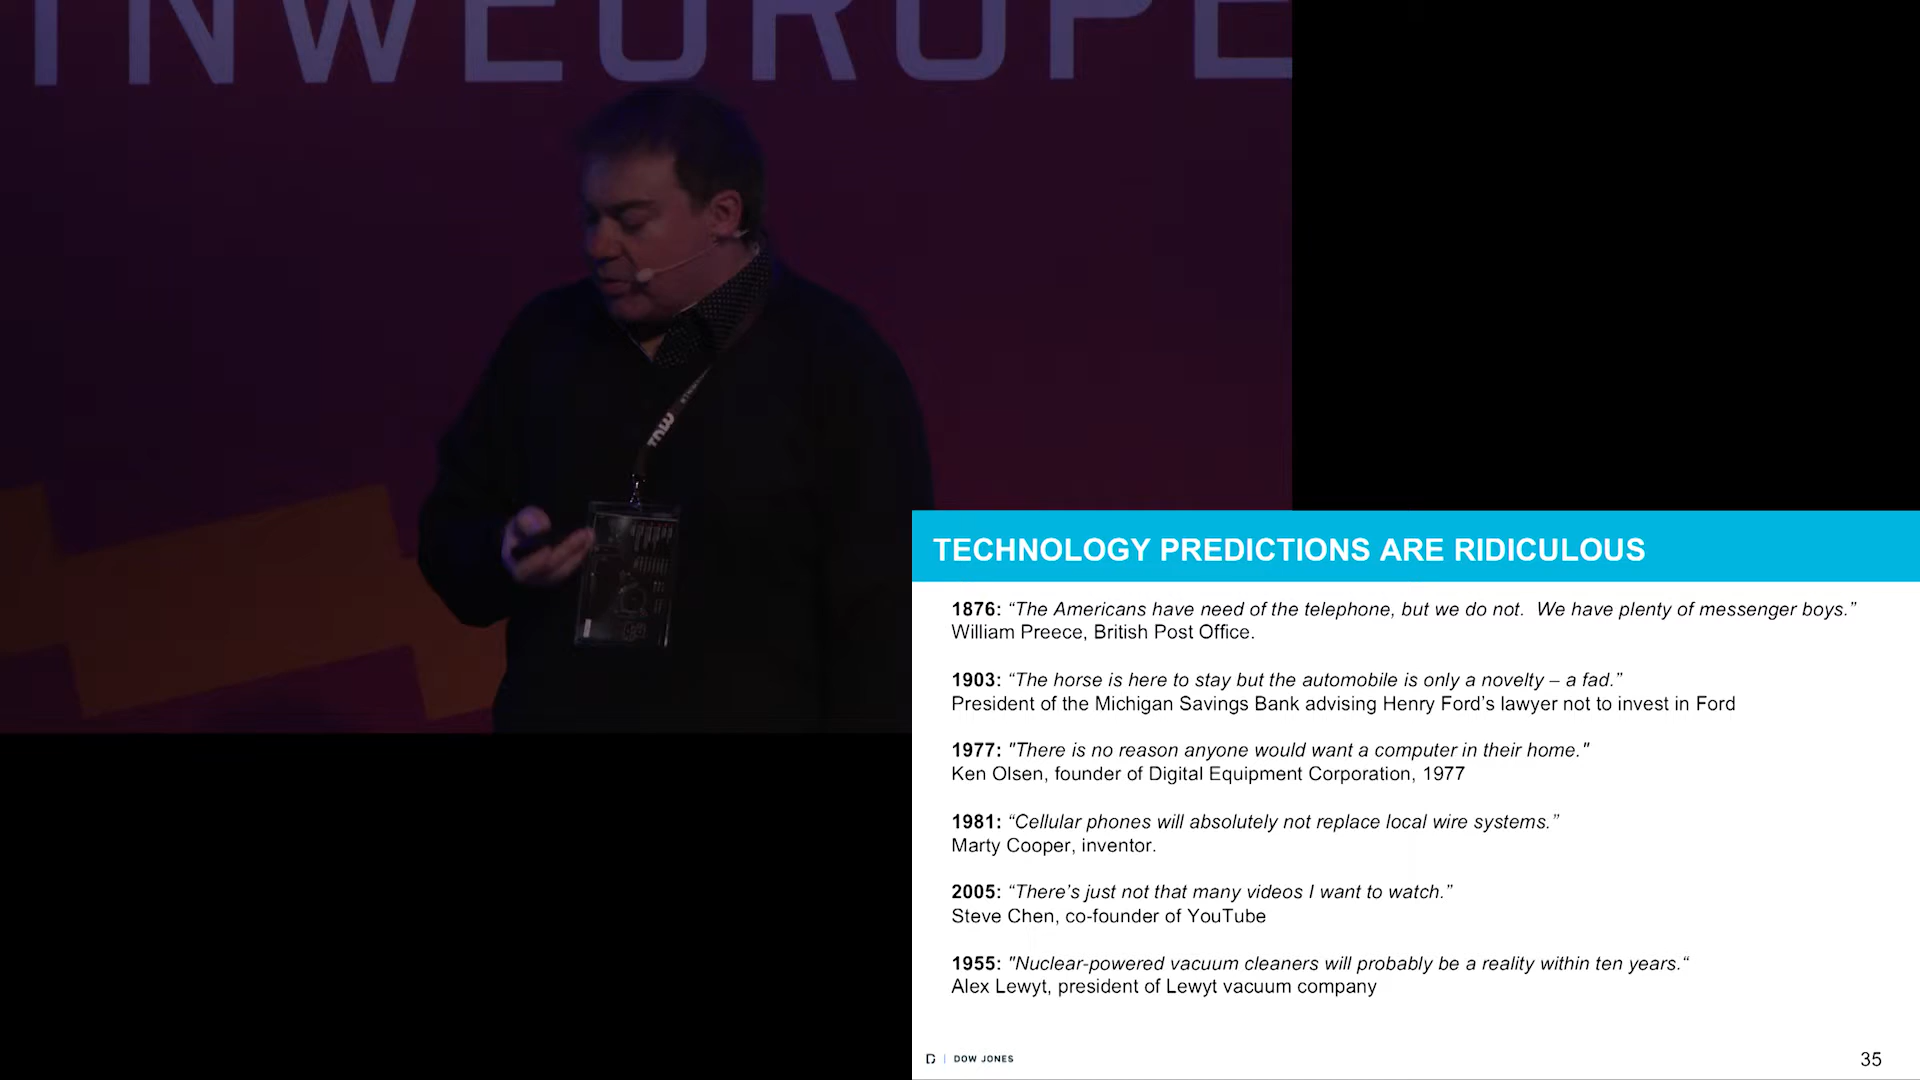 TNWEUROPE
TNW
TECHNOLOGY PREDICTIONS ARE RIDICULOUS
1876: “The Americans have need of the telephone, but we do not.  We have plenty of messenger boys.”
William Preece, British Post Office.
1903: “The horse is here to stay but the automobile is only a novelty – a fad.”
President of the Michigan Savings Bank advising Henry Ford’s lawyer not to invest in Ford
1977: "There is no reason anyone would want a computer in their home."
Ken Olsen, founder of Digital Equipment Corporation, 1977
1981: “Cellular phones will absolutely not replace local wire systems.”
Marty Cooper, inventor.
2005: “There’s just not that many videos I want to watch.”
Steve Chen, co-founder of YouTube
1955: "Nuclear-powered vacuum cleaners will probably be a reality within ten years.“
Alex Lewyt, president of Lewyt vacuum company
D | DOW JONES
35